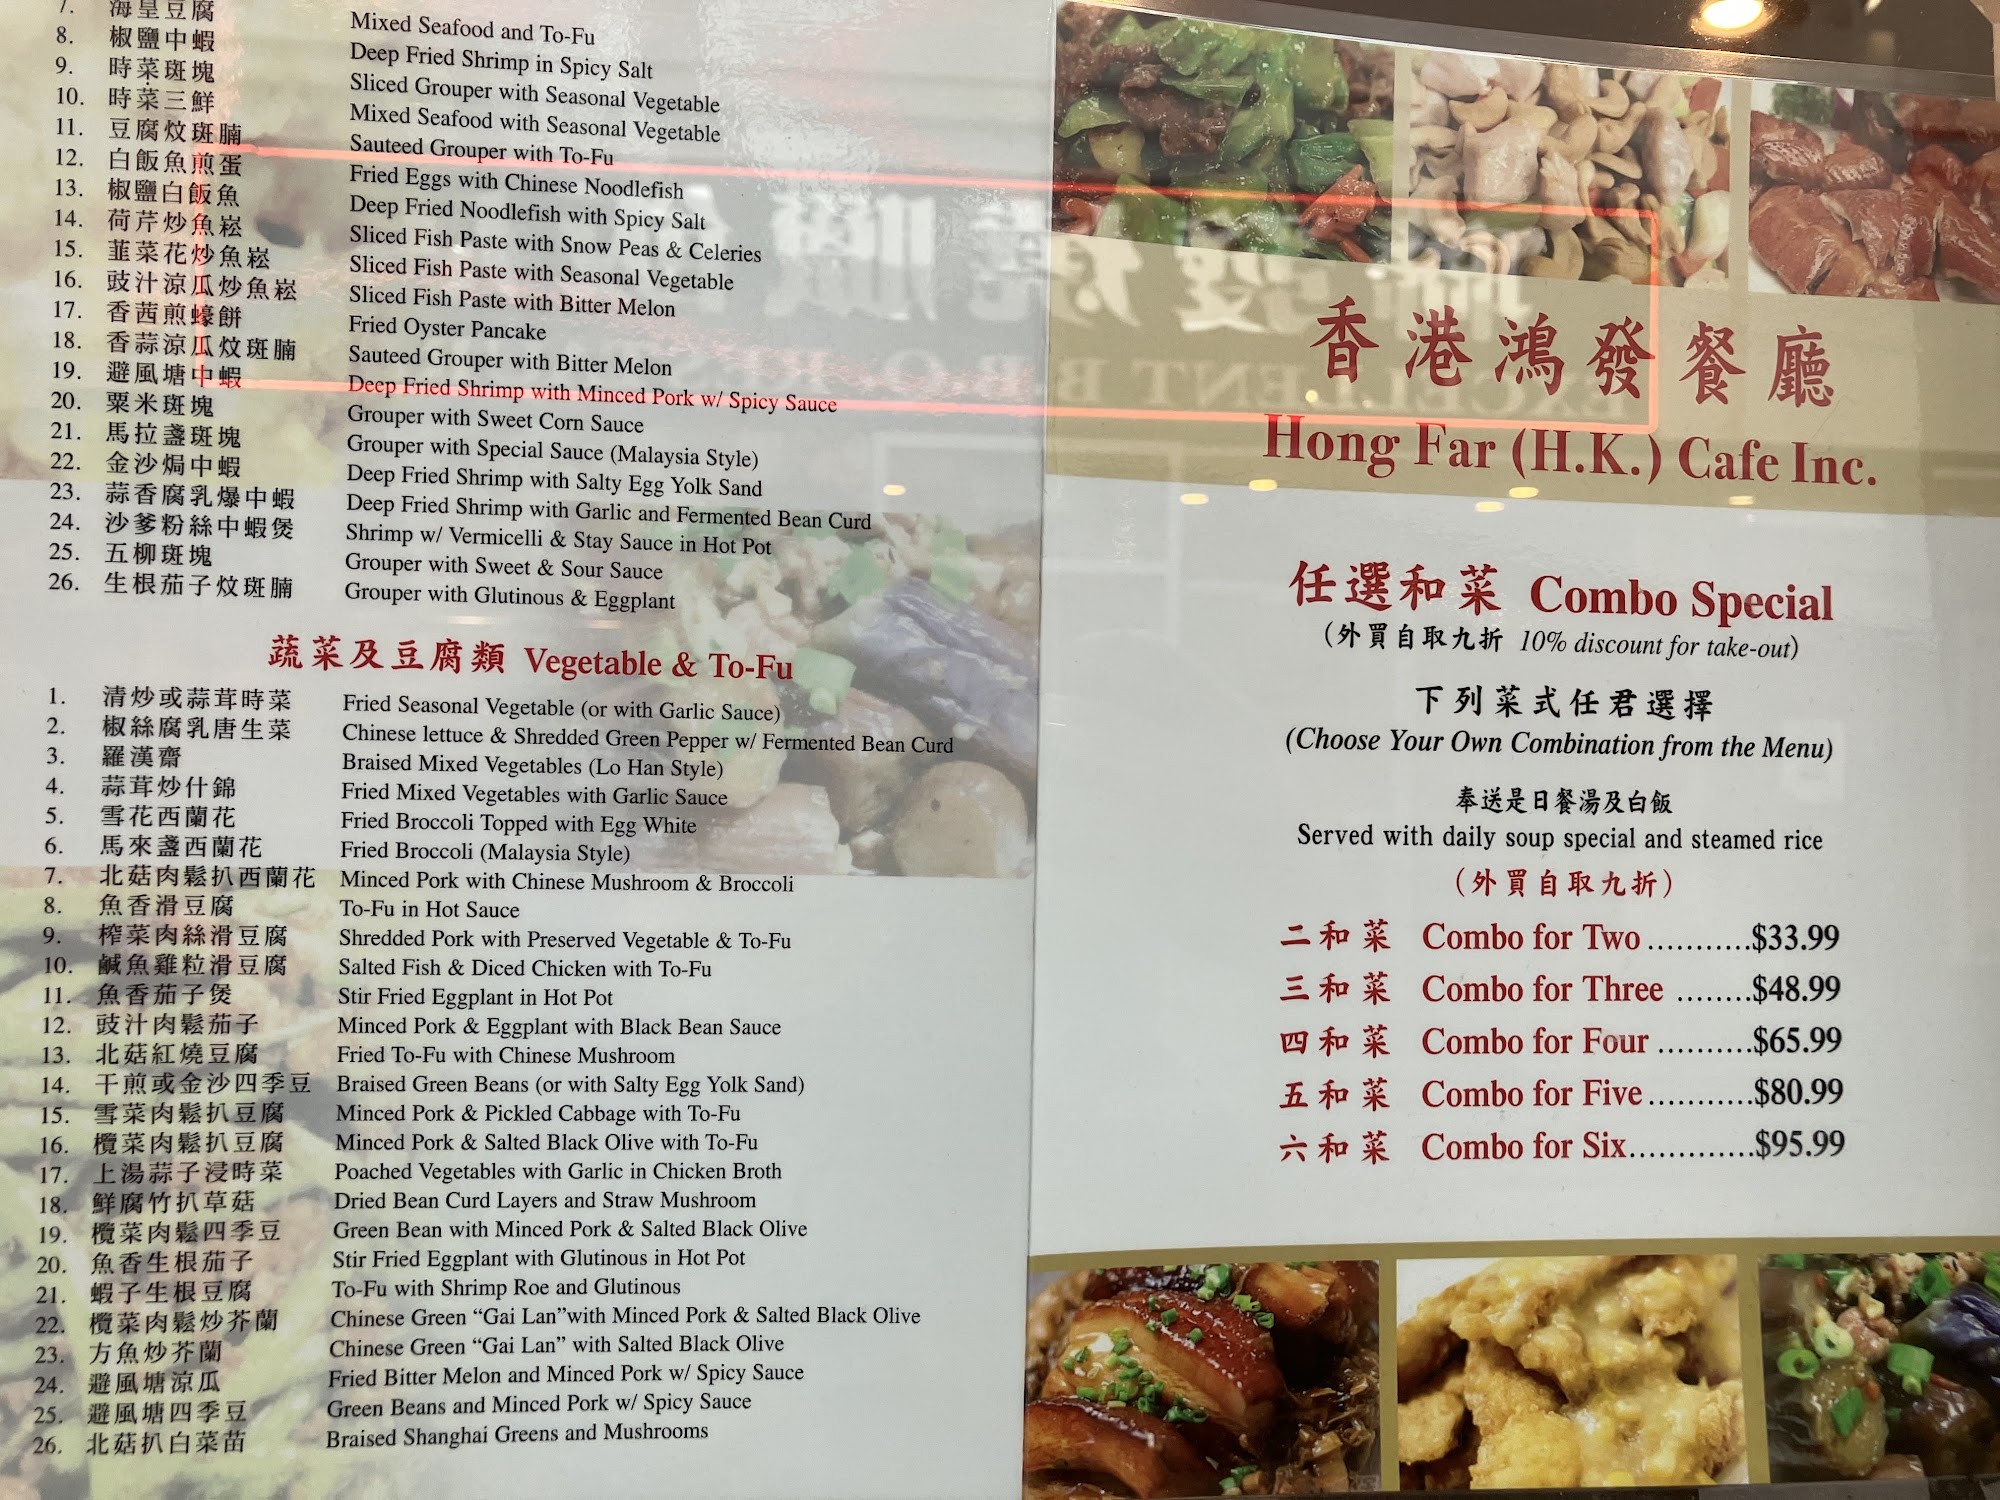 7. 海皇豆腐 Mixed Seafood and To-Fu
8. 椒鹽中蝦 Deep Fried Shrimp in Spicy Salt
9. 時菜斑塊 Sliced Grouper with Seasonal Vegetable
10. 時菜三鮮 Mixed Seafood with Seasonal Vegetable
11. 豆腐炆斑腩 Sauteed Grouper with To-Fu
12. 白飯魚煎蛋 Fried Eggs with Chinese Noodlefish
13. 椒鹽白飯魚 Deep Fried Noodlefish with Spicy Salt
14. 荷芹炒魚崧 Sliced Fish Paste with Snow Peas & Celeries
15. 韮菜花炒魚崧 Sliced Fish Paste with Seasonal Vegetable
16. 豉汁涼瓜炒魚崧 Sliced Fish Paste with Bitter Melon
17. 香茜煎蠔餅 Fried Oyster Pancake
18. 香蒜涼瓜炆斑腩 Sauteed Grouper with Bitter Melon
19. 避風塘中蝦 Deep Fried Shrimp with Minced Pork w/ Spicy Sauce
20. 粟米斑塊 Grouper with Sweet Corn Sauce
21. 馬拉盞斑塊 Grouper with Special Sauce (Malaysia Style)
22. 金沙焗中蝦 Deep Fried Shrimp with Salty Egg Yolk Sand
23. 蒜香腐乳爆中蝦 Deep Fried Shrimp with Garlic and Fermented Bean Curd
24. 沙爹粉絲中蝦煲 Shrimp w/ Vermicelli & Stay Sauce in Hot Pot
25. 五柳斑塊 Grouper with Sweet & Sour Sauce
26. 生根茄子炆斑腩 Grouper with Glutinous & Eggplant
蔬菜及豆腐類 Vegetable & To-Fu
1. 清炒或蒜茸時菜 Fried Seasonal Vegetable (or with Garlic Sauce)
2. 椒絲腐乳唐生菜 Chinese lettuce & Shredded Green Pepper w/ Fermented Bean Curd
3. 羅漢齋 Braised Mixed Vegetables (Lo Han Style)
4. 蒜茸炒什錦 Fried Mixed Vegetables with Garlic Sauce
5. 雪花西蘭花 Fried Broccoli Topped with Egg White
6. 馬來盞西蘭花 Fried Broccoli (Malaysia Style)
7. 北菇肉鬆扒西蘭花 Minced Pork with Chinese Mushroom & Broccoli
8. 魚香滑豆腐 To-Fu in Hot Sauce
9. 榨菜肉絲滑豆腐 Shredded Pork with Preserved Vegetable & To-Fu
10. 鹹魚雞粒滑豆腐 Salted Fish & Diced Chicken with To-Fu
11. 魚香茄子煲 Stir Fried Eggplant in Hot Pot
12. 豉汁肉鬆茄子 Minced Pork & Eggplant with Black Bean Sauce
13. 北菇紅燒豆腐 Fried To-Fu with Chinese Mushroom
14. 干煎或金沙四季豆 Braised Green Beans (or with Salty Egg Yolk Sand)
15. 雪菜肉鬆扒豆腐 Minced Pork & Pickled Cabbage with To-Fu
16. 欖菜肉鬆扒豆腐 Minced Pork & Salted Black Olive with To-Fu
17. 上湯蒜子浸時菜 Poached Vegetables with Garlic in Chicken Broth
18. 鮮腐竹扒草菇 Dried Bean Curd Layers and Straw Mushroom
19. 欖菜肉鬆四季豆 Green Bean with Minced Pork & Salted Black Olive
20. 魚香生根茄子 Stir Fried Eggplant with Glutinous in Hot Pot
21. 蝦子生根豆腐 To-Fu with Shrimp Roe and Glutinous
22. 欖菜肉鬆炒芥蘭 Chinese Green “Gai Lan”with Minced Pork & Salted Black Olive
23. 方魚炒芥蘭 Chinese Green “Gai Lan” with Salted Black Olive
24. 避風塘涼瓜 Fried Bitter Melon and Minced Pork w/ Spicy Sauce
25. 避風塘四季豆 Green Beans and Minced Pork w/ Spicy Sauce
26. 北菇扒白菜苗 Braised Shanghai Greens and Mushrooms
香港鴻發餐廳
Hong Far (H.K.) Cafe Inc.
任選和菜 Combo Special
(外買自取九折 10% discount for take-out)
下列菜式任君選擇
(Choose Your Own Combination from the Menu)
奉送是日餐湯及白飯
Served with daily soup special and steamed rice
(外買自取九折)
二和菜 Combo for Two ...........$33.99
三和菜 Combo for Three ........$48.99
四和菜 Combo for Four ..........$65.99
五和菜 Combo for Five...........$80.99
六和菜 Combo for Six.............$95.99